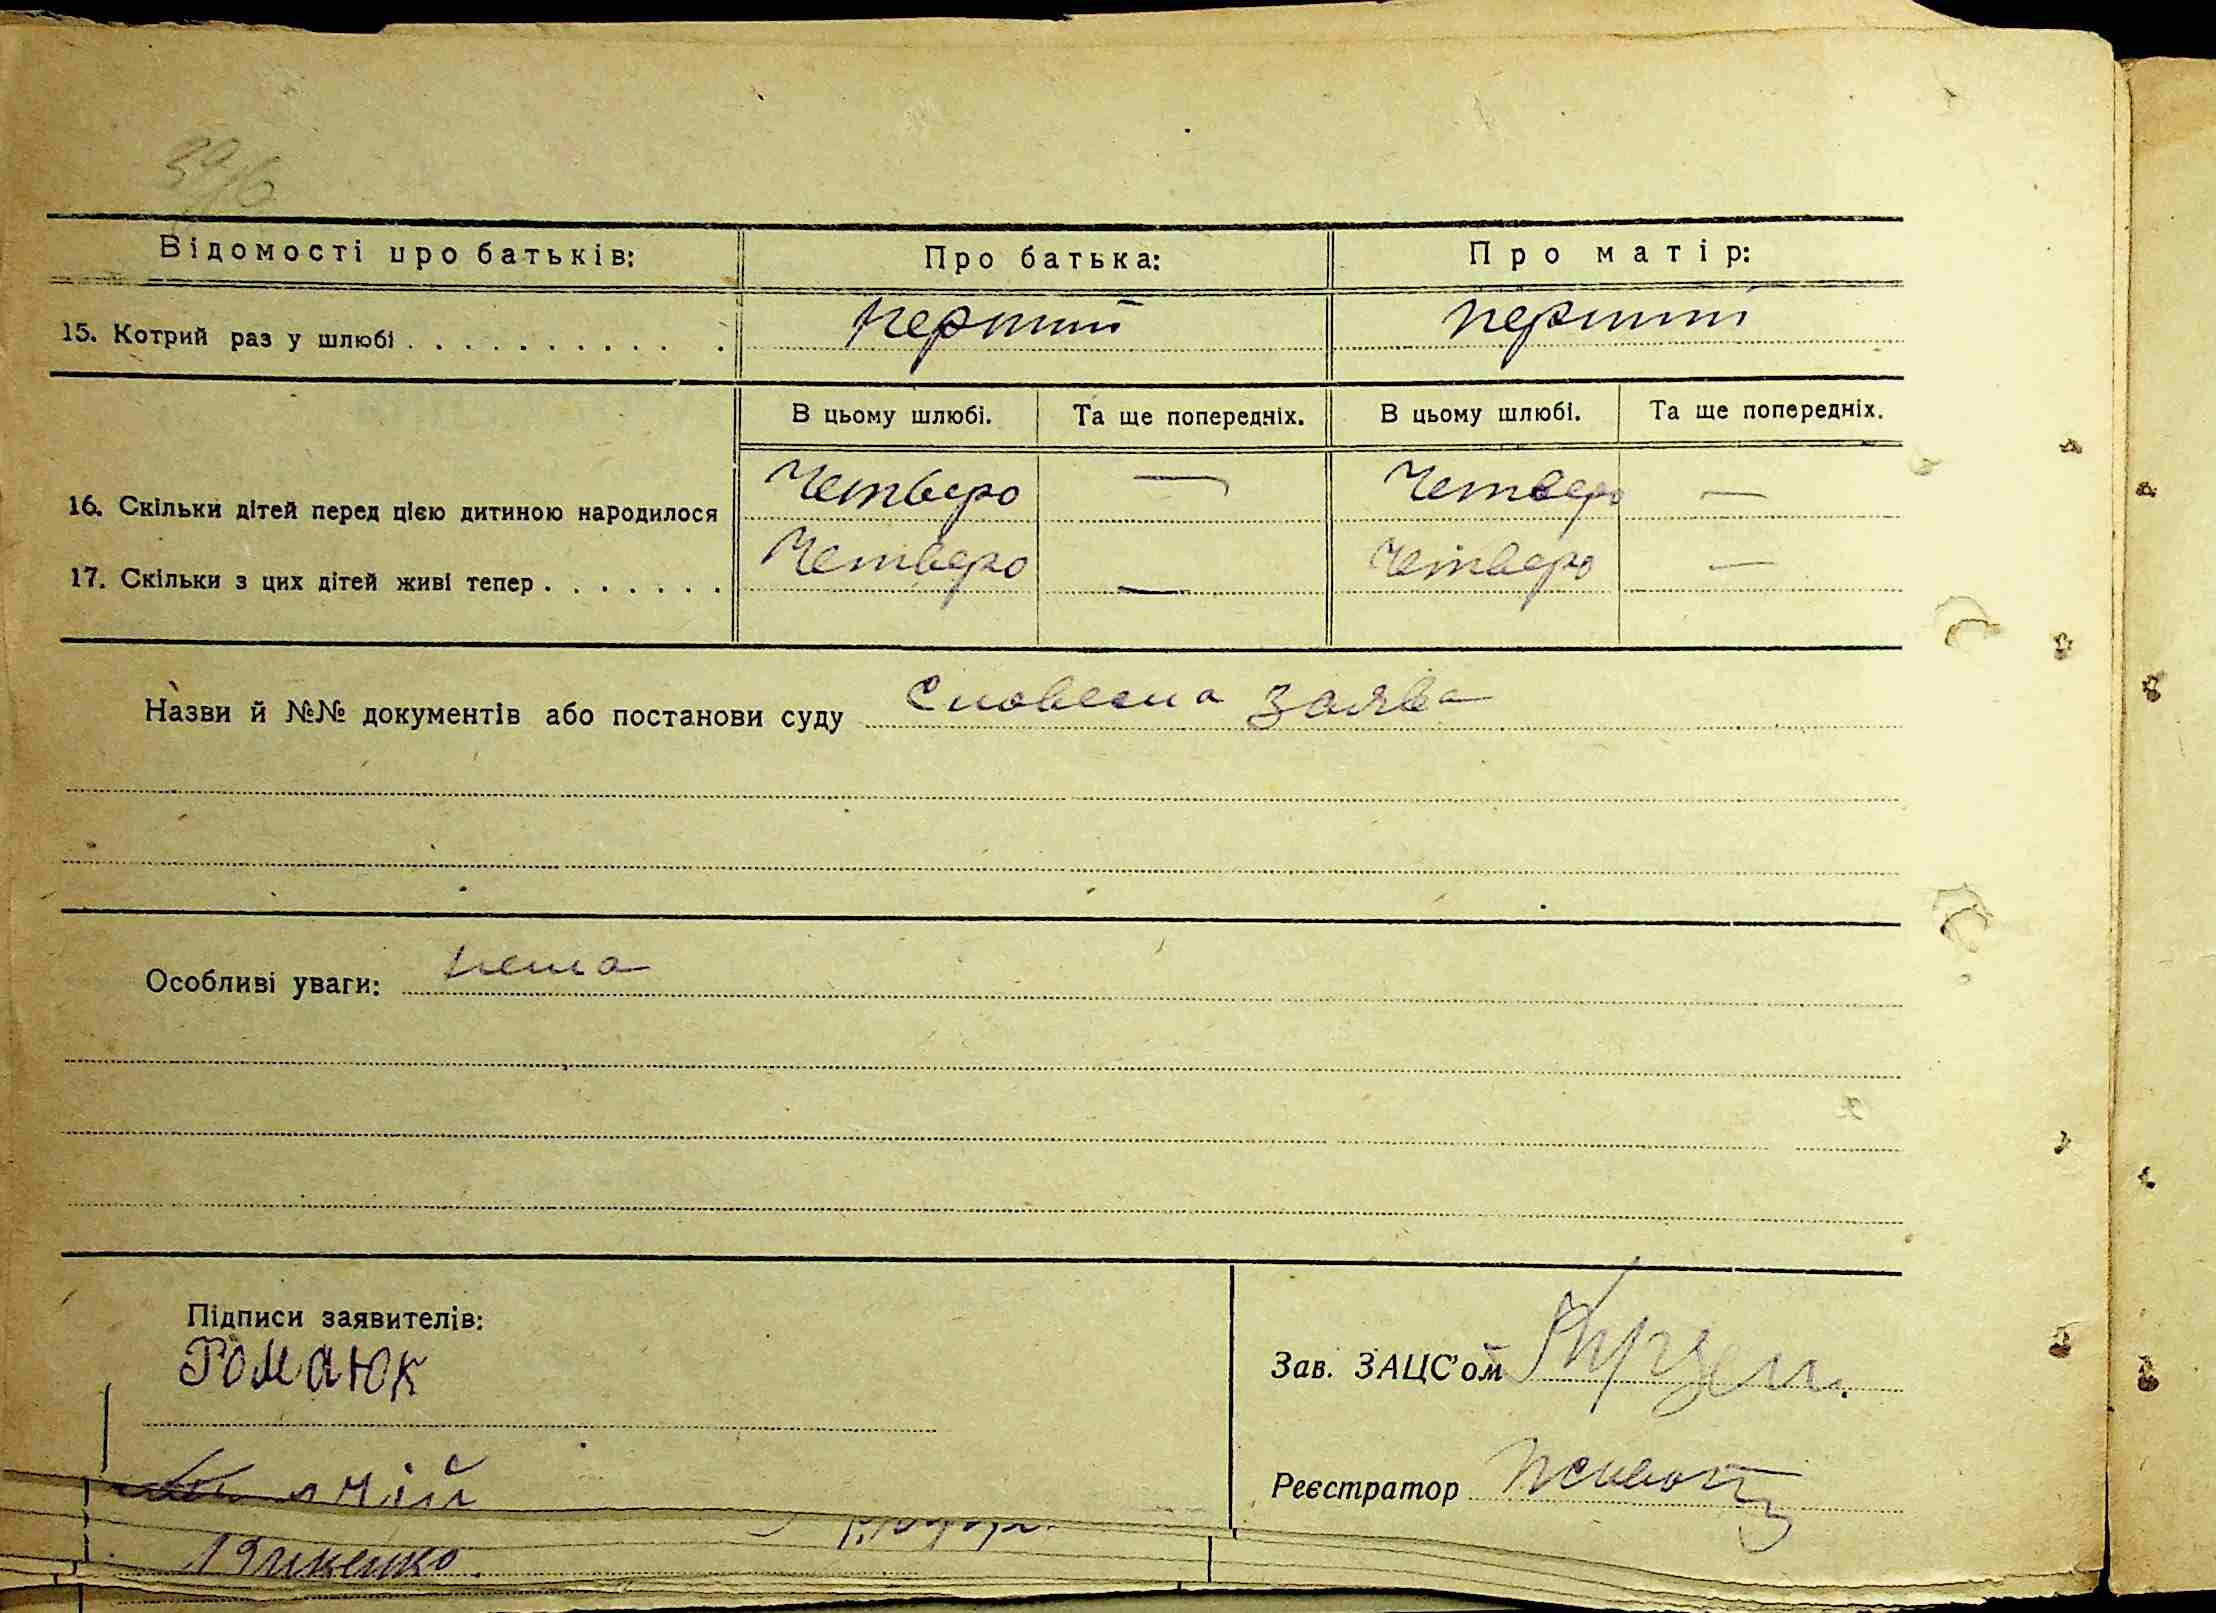 Відомості про батьків: Про батька: Про матір:
15. Котрий раз у шлюбі перший перший
В цьому шлюбі. Та ще попередніх. В цьому шлюбі. Та ще попередніх.
16. Скільки дітей перед цією дитиною народилося Четверо — Четверо —
17. Скільки з цих дітей живі тепер Четверо — Четверо —
Назви й №№ документів або постанови суду Словесна заява
Особливі уваги: нема
Підписи заявителів:
Ромаюк
Зав. ЗАЦС'ом
Реєстратор